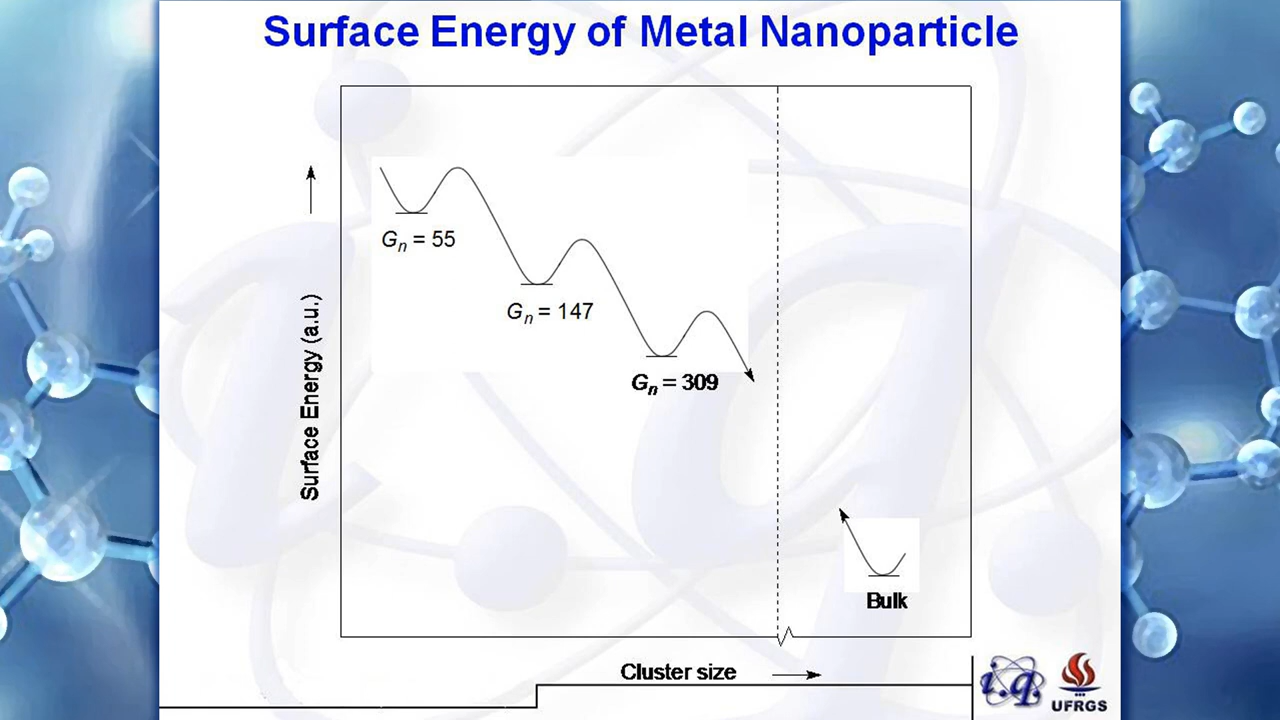 Surface Energy of Metal Nanoparticle
Surface Energy (a.u.)
Gn = 55
Gn = 147
Gn = 309
Bulk
Cluster size
i.q.
UFRGS